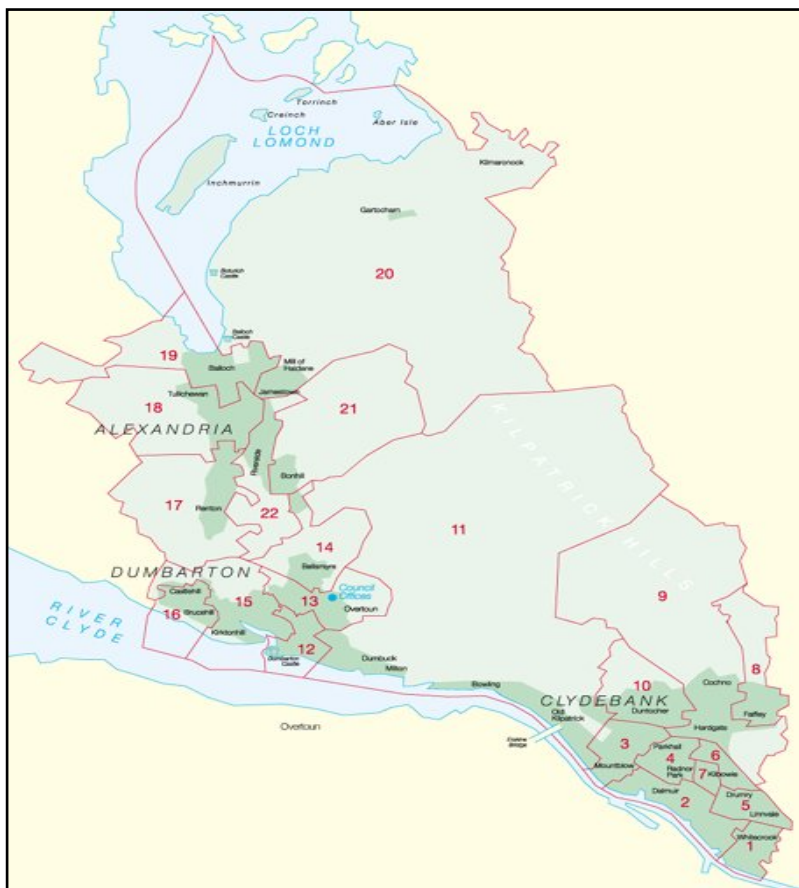 Torrinch
Creinch
Aber Isle
LOCH
LOMOND
Kilmaronock
Inchmurrin
Gartocharn
20
Boturich
Castle
Balloch
Castle
19
Balloch
Mill of
Haldane
Tullichewan
Jamestown
18
21
ALEXANDRIA
KILPATRICK HILLS
Riverside
Bonhill
17
Renton
22
11
14
Bellsmyre
DUMBARTON
9
Castlehill
Council
Offices
15
13
16
Brucehill
Overtoun
RIVER
CLYDE
Kirktonhill
12
Dumbarton
Castle
Dumbuck
Milton
8
Cochno
10
Bowling
CLYDEBANK
Duntocher
Faifley
Old
Kilpatrick
Hardgate
Overtoun
Erskine
Bridge
3
Parkhall
6
4
Mountblow
Radnor
Park
7
Kilbowie
Dalmuir
Drumry
2
5
Linnvale
Whitecrook
1